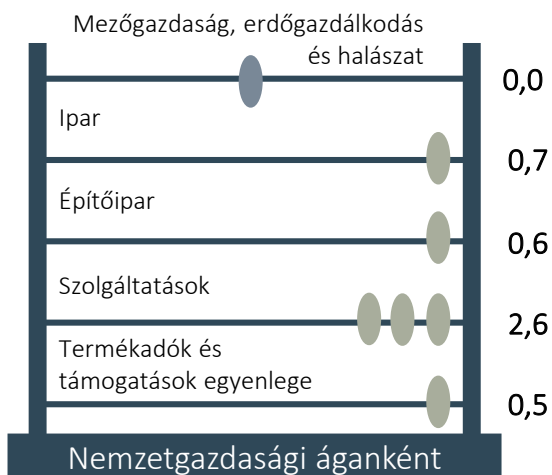 Mezőgazdaság, erdőgazdálkodás
és halászat
0,0
Ipar
0,7
Építőipar
0,6
Szolgáltatások
2,6
Termékadók és
támogatások egyenlege
0,5
Nemzetgazdasági áganként